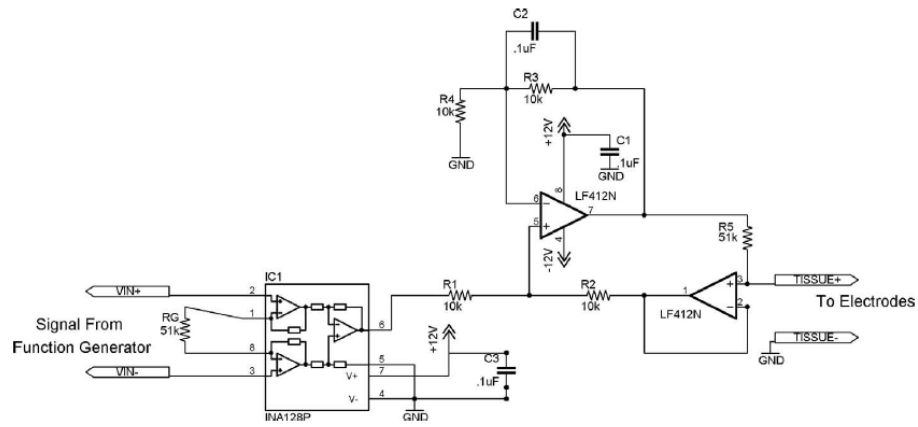 C2
.1uF
R3
10k
R4
10k
GND
+12V
C1
.1uF
GND
8
LF412N
6
7
5
4
-12V
R5
51k
IC1
VIN+
2
1
RG
51k
Signal From
Function Generator
8
VIN-
3
6
5
V+
7
V-
4
INA128P
R1
10k
R2
10k
+12V
C3
.1uF
GND
1
3
2
LF412N
TISSUE+
To Electrodes
TISSUE-
GND